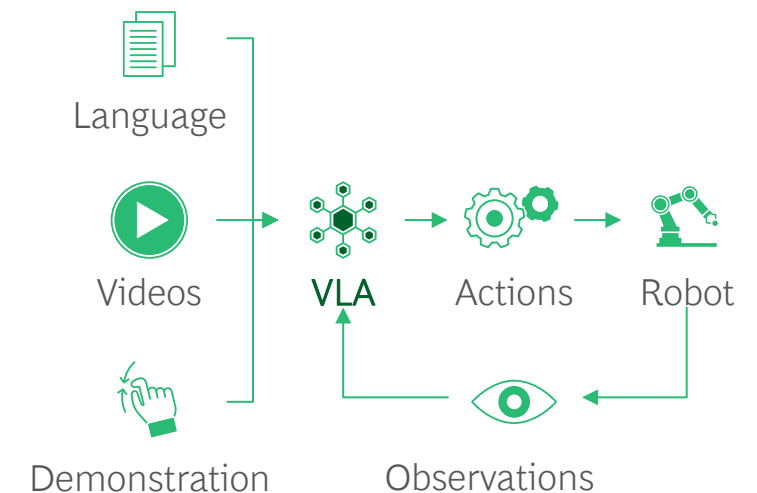 Language
Videos
VLA
Actions
Robot
Demonstration
Observations